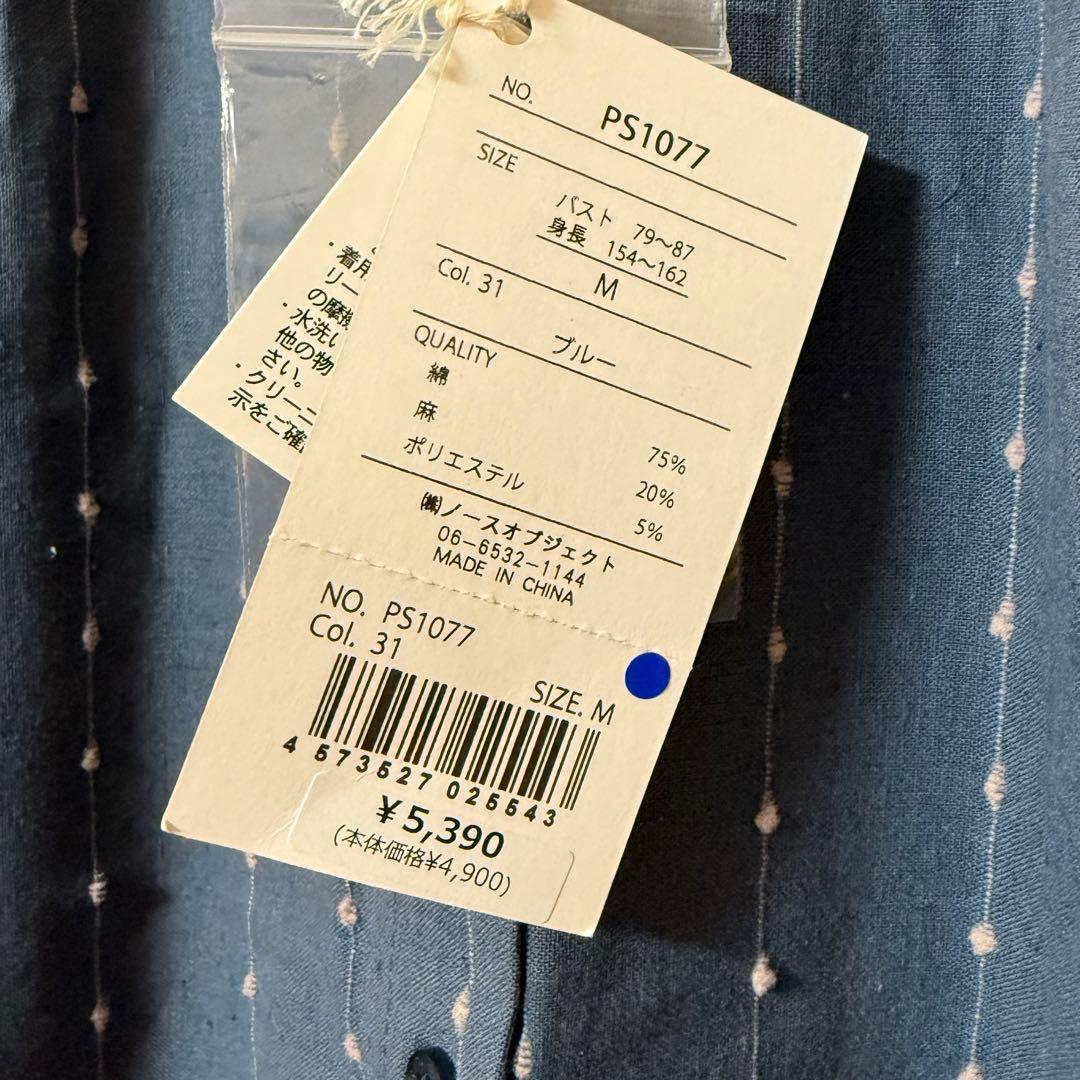 NO. PS1077
SIZE
バスト 79～87
身長 154～162
M
Col. 31 ブルー
QUALITY
綿 75%
麻 20%
ポリエステル 5%
㈱ノースオブジェクト
06-6532-1144
MADE IN CHINA
NO. PS1077
Col. 31
SIZE. M
4 573527 025543
￥5,390
(本体価格¥4,900)
・着用
リー
の摩
・水洗い
他の物
さい。
・クリーニ
示をご確